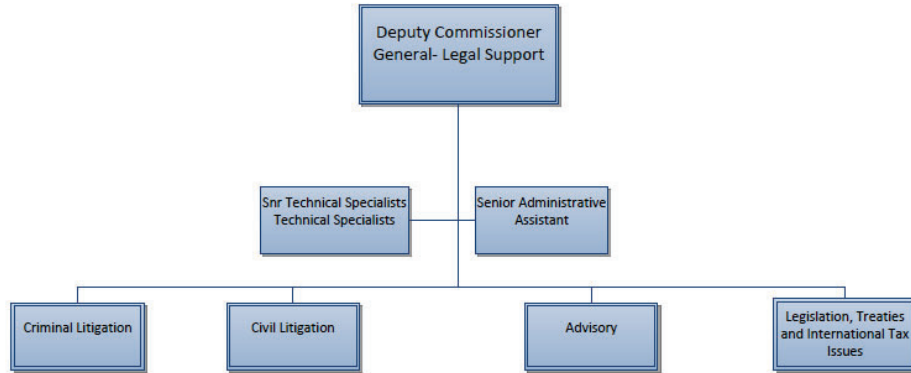 Deputy Commissioner
General- Legal Support
Snr Technical Specialists
Technical Specialists
Senior Administrative
Assistant
Criminal Litigation
Civil Litigation
Advisory
Legislation, Treaties
and International Tax
Issues